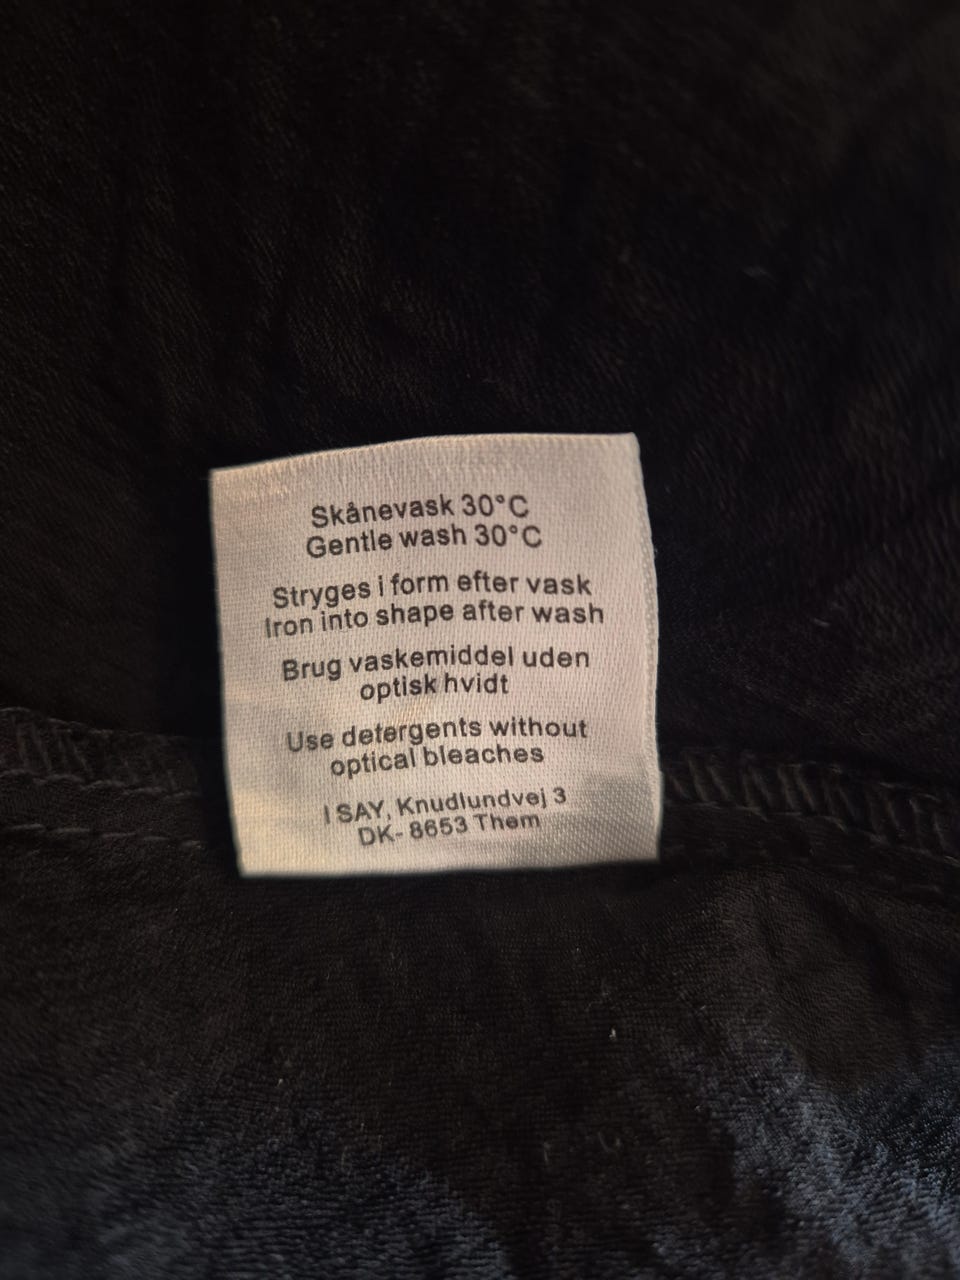 Skånevask 30°C
Gentle wash 30°C
Stryges i form efter vask
Iron into shape after wash
Brug vaskemiddel uden
optisk hvidt
Use detergents without
optical bleaches
I SAY, Knudlundvej 3
DK- 8653 Them